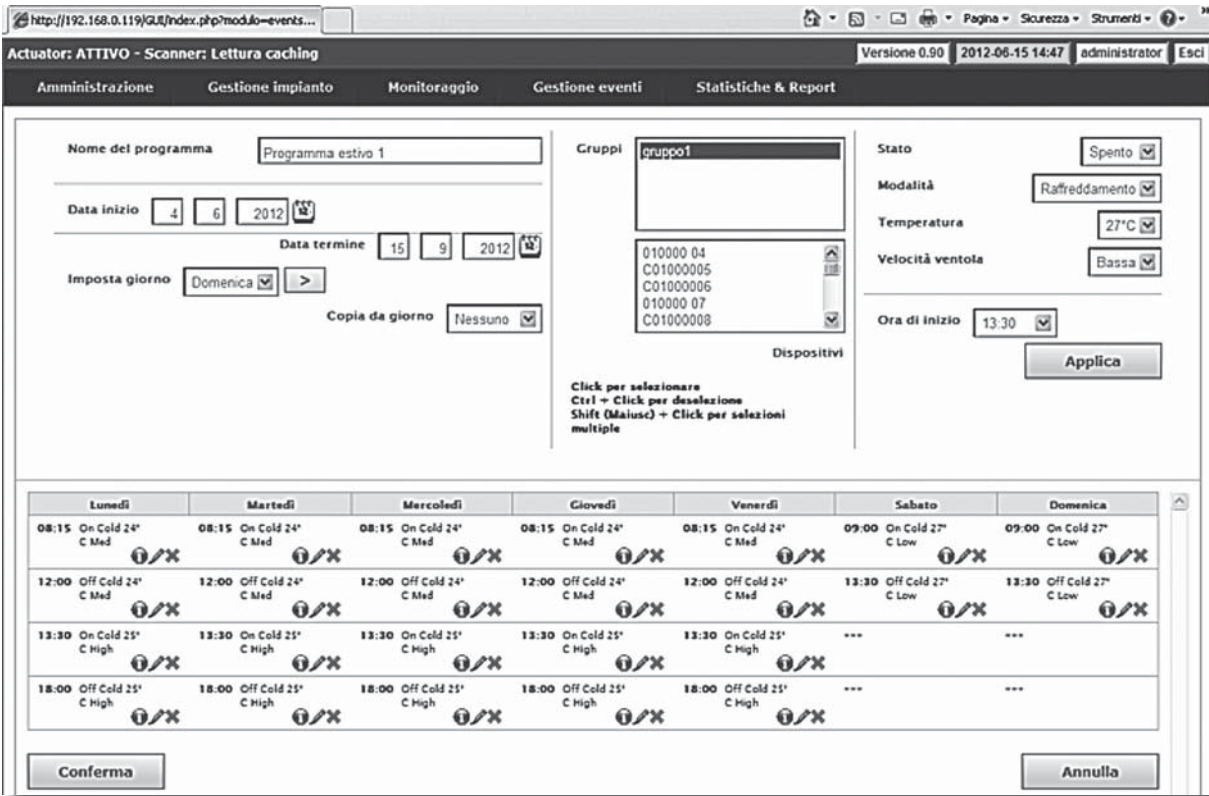 http://192.168.0.119/GUI/index.php?modulo=events...
Pagina Sicurezza Strumenti
Actuator: ATTIVO - Scanner: Lettura caching
Versione 0.90 2012-06-15 14:47 administrator Esci
Amministrazione Gestione impianto Monitoraggio Gestione eventi Statistiche & Report
Nome del programma Programma estivo 1
Data inizio 4 6 2012
Data termine 15 9 2012
Imposta giorno Domenica >
Copia da giorno Nessuno
Gruppi gruppo1
010000 04
C01000005
C01000006
010000 07
C01000008
Dispositivi
Click per selezionare
Ctrl + Click per deselezione
Shift (Maiusc) + Click per selezioni
multiple
Stato Spento
Modalità Raffreddamento
Temperatura 27°C
Velocità ventola Bassa
Ora di inizio 13:30
Applica
Lunedì Martedì Mercoledì Giovedì Venerdì Sabato Domenica
08:15 On Cold 24° 08:15 On Cold 24° 08:15 On Cold 24° 08:15 On Cold 24° 08:15 On Cold 24° 09:00 On Cold 27° 09:00 On Cold 27°
C Med C Med C Med C Med C Med C Low C Low
12:00 Off Cold 24° 12:00 Off Cold 24° 12:00 Off Cold 24° 12:00 Off Cold 24° 12:00 Off Cold 24° 13:30 Off Cold 27° 13:30 Off Cold 27°
C Med C Med C Med C Med C Med C Low C Low
13:30 On Cold 25° 13:30 On Cold 25° 13:30 On Cold 25° 13:30 On Cold 25° 13:30 On Cold 25° --- ---
C High C High C High C High C High
18:00 Off Cold 25° 18:00 Off Cold 25° 18:00 Off Cold 25° 18:00 Off Cold 25° 18:00 Off Cold 25° --- ---
C High C High C High C High C High
Conferma Annulla